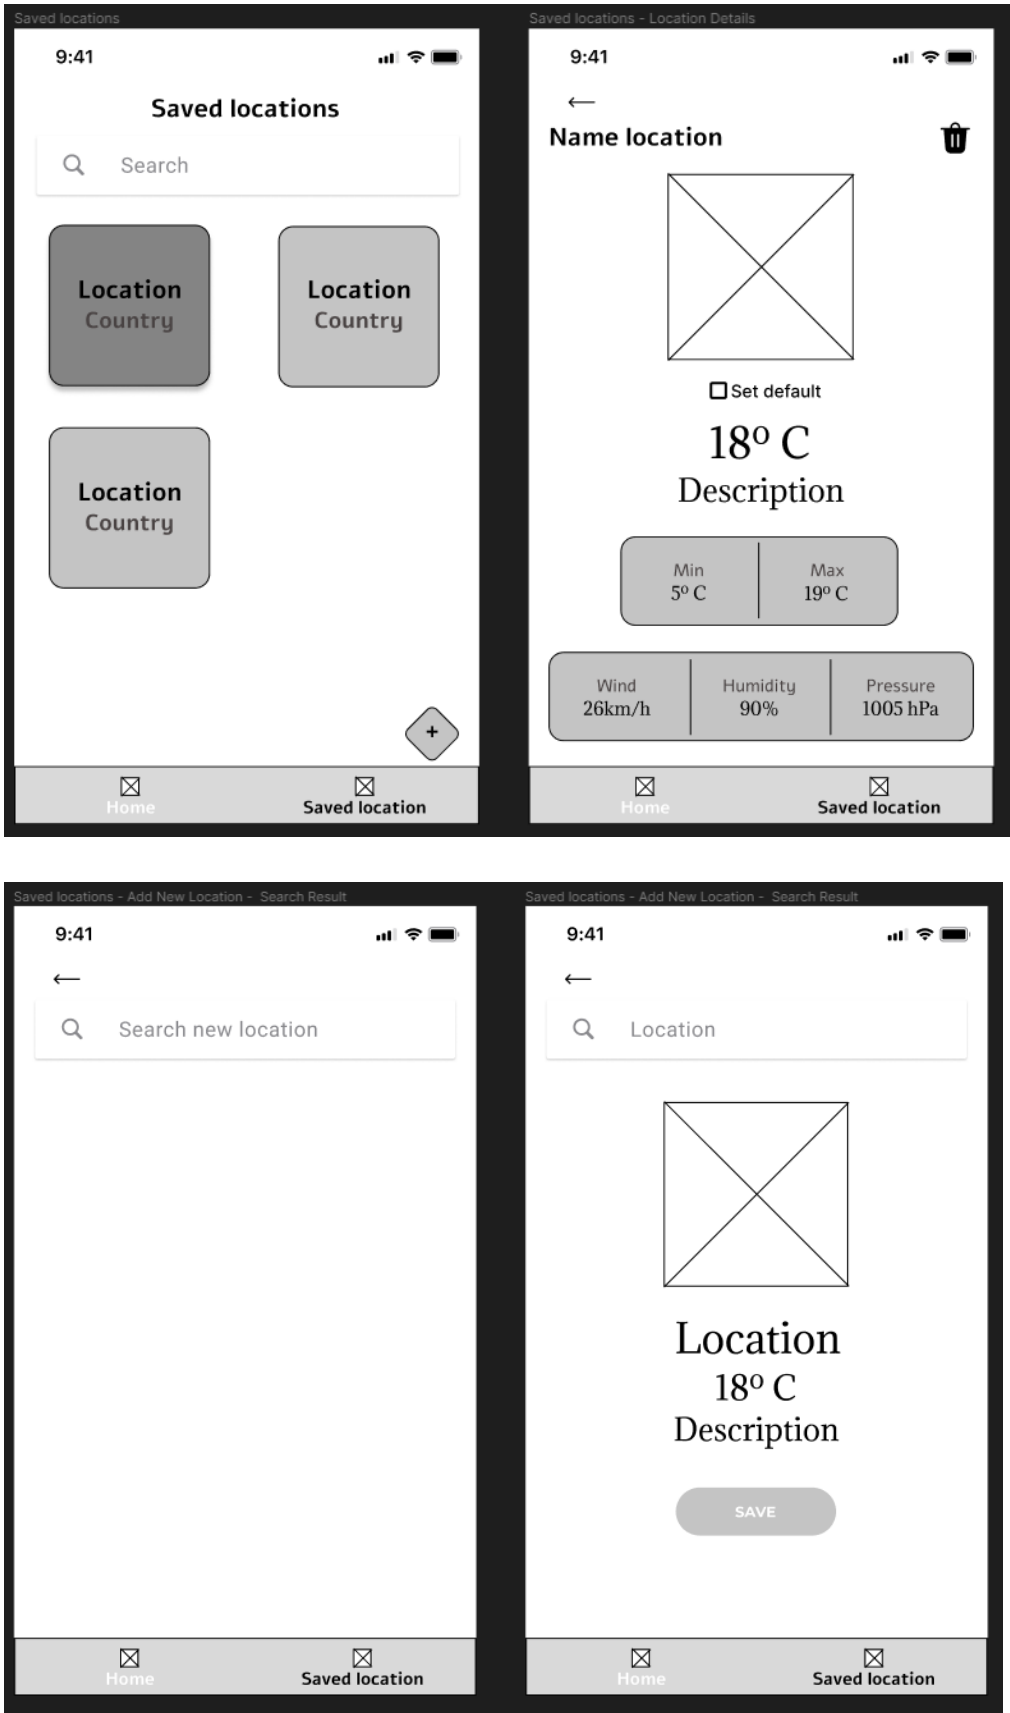 Saved locations
9:41
Saved locations
Search
Location
Country
Location
Country
Location
Country
+
Home
Saved location
Saved locations - Location Details
9:41
Name location
Set default
18º C
Description
Min
5º C
Max
19º C
Wind
26km/h
Humidity
90%
Pressure
1005 hPa
Home
Saved location
Saved locations - Add New Location - Search Result
9:41
Search new location
Home
Saved location
Saved locations - Add New Location - Search Result
9:41
Location
Location
18º C
Description
SAVE
Home
Saved location